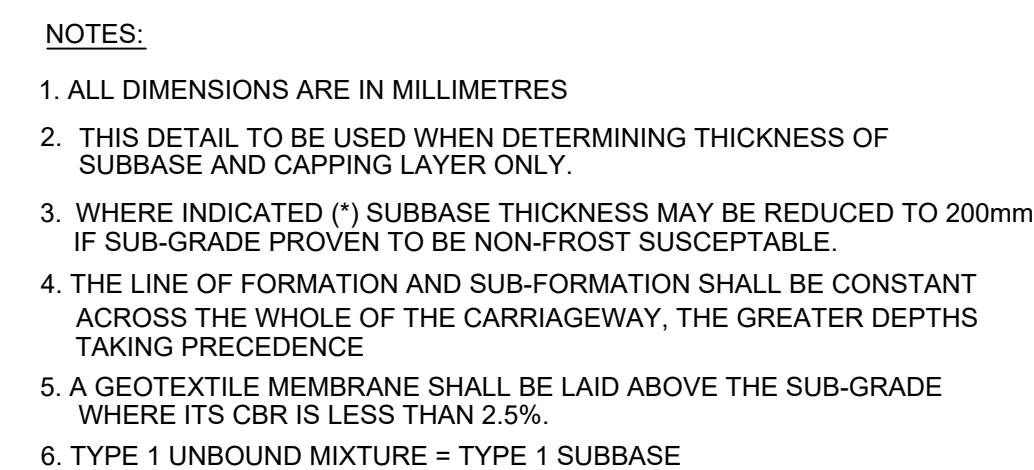 NOTES:
1. ALL DIMENSIONS ARE IN MILLIMETRES
2. THIS DETAIL TO BE USED WHEN DETERMINING THICKNESS OF
SUBBASE AND CAPPING LAYER ONLY.
3. WHERE INDICATED (*) SUBBASE THICKNESS MAY BE REDUCED TO 200mm
IF SUB-GRADE PROVEN TO BE NON-FROST SUSCEPTABLE.
4. THE LINE OF FORMATION AND SUB-FORMATION SHALL BE CONSTANT
ACROSS THE WHOLE OF THE CARRIAGEWAY, THE GREATER DEPTHS
TAKING PRECEDENCE
5. A GEOTEXTILE MEMBRANE SHALL BE LAID ABOVE THE SUB-GRADE
WHERE ITS CBR IS LESS THAN 2.5%.
6. TYPE 1 UNBOUND MIXTURE = TYPE 1 SUBBASE